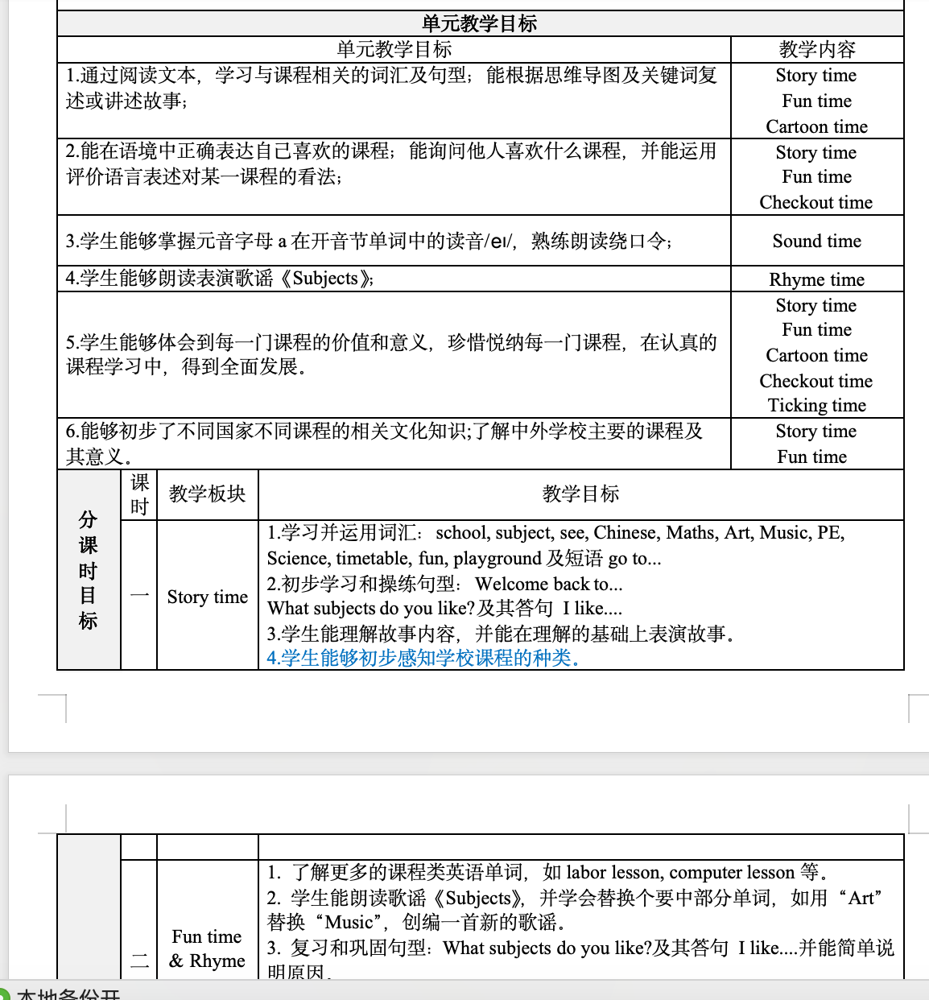 单元教学目标
单元教学目标
教学内容
1.通过阅读文本，学习与课程相关的词汇及句型；能根据思维导图及关键词复
述或讲述故事；
Story time
Fun time
Cartoon time
2.能在语境中正确表达自己喜欢的课程；能询问他人喜欢什么课程，并能运用
评价语言表述对某一课程的看法；
Story time
Fun time
Checkout time
3.学生能够掌握元音字母 a 在开音节单词中的读音/eɪ/，熟练朗读绕口令；
Sound time
4.学生能够朗读表演歌谣《Subjects》；
Rhyme time
5.学生能够体会到每一门课程的价值和意义，珍惜悦纳每一门课程，在认真的
课程学习中，得到全面发展。
Story time
Fun time
Cartoon time
Checkout time
Ticking time
6.能够初步了不同国家不同课程的相关文化知识;了解中外学校主要的课程及
其意义。
Story time
Fun time
分
课
时
目
标
课
时
教学板块
教学目标
一
Story time
1.学习并运用词汇：school, subject, see, Chinese, Maths, Art, Music, PE,
Science, timetable, fun, playground 及短语 go to...
2.初步学习和操练句型：Welcome back to...
What subjects do you like?及其答句 I like....
3.学生能理解故事内容，并能在理解的基础上表演故事。
4.学生能够初步感知学校课程的种类。
二
Fun time
& Rhyme
1. 了解更多的课程类英语单词，如 labor lesson, computer lesson 等。
2. 学生能朗读歌谣《Subjects》，并学会替换个要中部分单词，如用“Art”
替换“Music”，创编一首新的歌谣。
3. 复习和巩固句型：What subjects do you like?及其答句 I like....并能简单说
明原因。
本地备份开